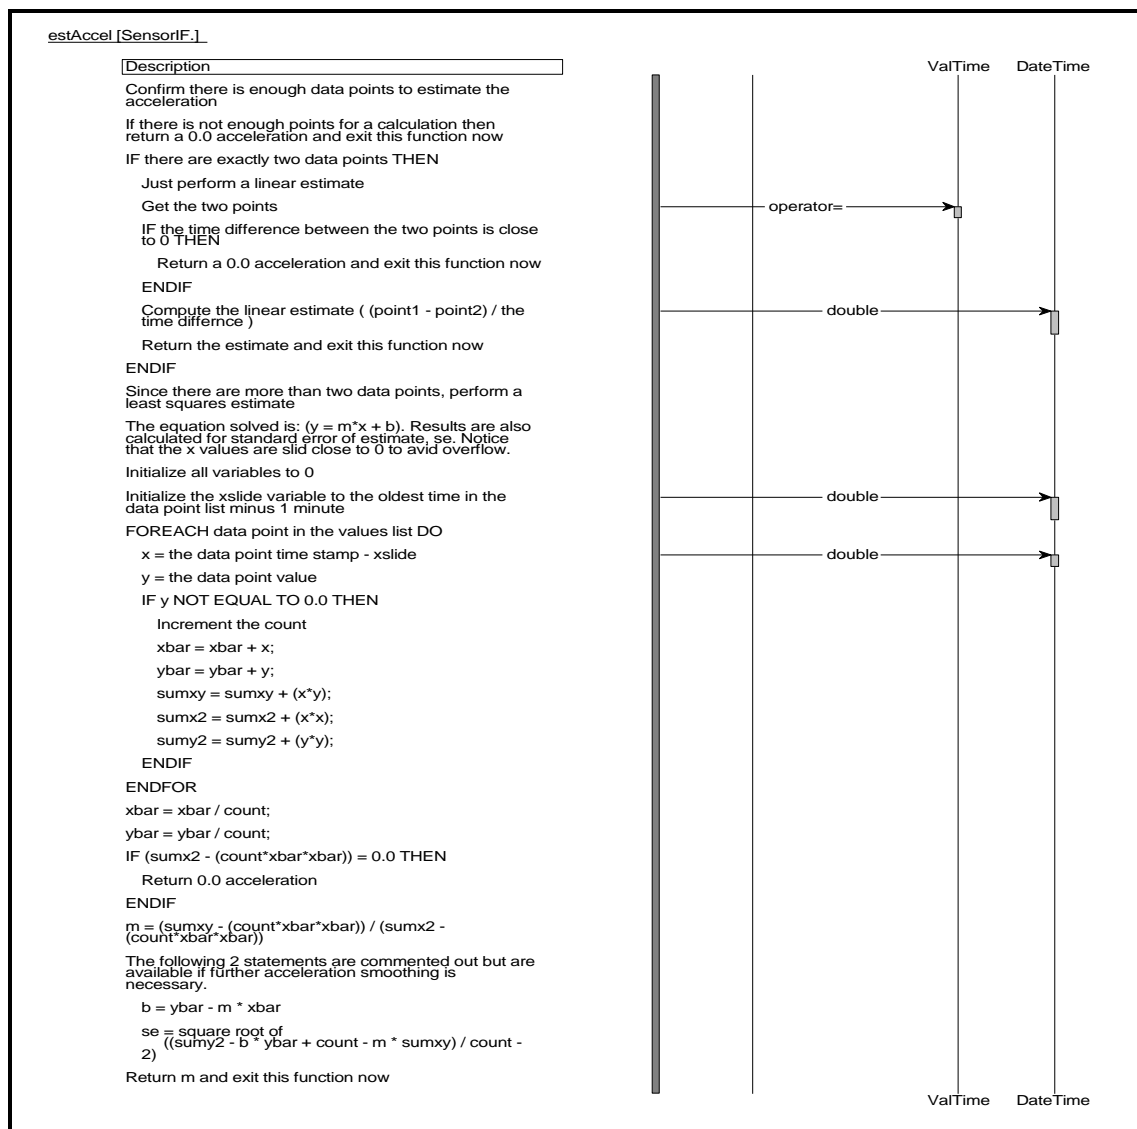 estAccel [SensorIF.]
Description
ValTime DateTime
Confirm there is enough data points to estimate the
acceleration
If there is not enough points for a calculation then
return a 0.0 acceleration and exit this function now
IF there are exactly two data points THEN
Just perform a linear estimate
Get the two points
operator=
IF the time difference between the two points is close
to 0 THEN
Return a 0.0 acceleration and exit this function now
ENDIF
Compute the linear estimate ( (point1 - point2) / the
time differnce )
double
Return the estimate and exit this function now
ENDIF
Since there are more than two data points, perform a
least squares estimate
The equation solved is: (y = m*x + b). Results are also
calculated for standard error of estimate, se. Notice
that the x values are slid close to 0 to avid overflow.
Initialize all variables to 0
Initialize the xslide variable to the oldest time in the
data point list minus 1 minute
double
FOREACH data point in the values list DO
x = the data point time stamp - xslide
double
y = the data point value
IF y NOT EQUAL TO 0.0 THEN
Increment the count
xbar = xbar + x;
ybar = ybar + y;
sumxy = sumxy + (x*y);
sumx2 = sumx2 + (x*x);
sumy2 = sumy2 + (y*y);
ENDIF
ENDFOR
xbar = xbar / count;
ybar = ybar / count;
IF (sumx2 - (count*xbar*xbar)) = 0.0 THEN
Return 0.0 acceleration
ENDIF
m = (sumxy - (count*xbar*xbar)) / (sumx2 -
(count*xbar*xbar))
The following 2 statements are commented out but are
available if further acceleration smoothing is
necessary.
b = ybar - m * xbar
se = square root of
((sumy2 - b * ybar + count - m * sumxy) / count -
2)
Return m and exit this function now
ValTime DateTime